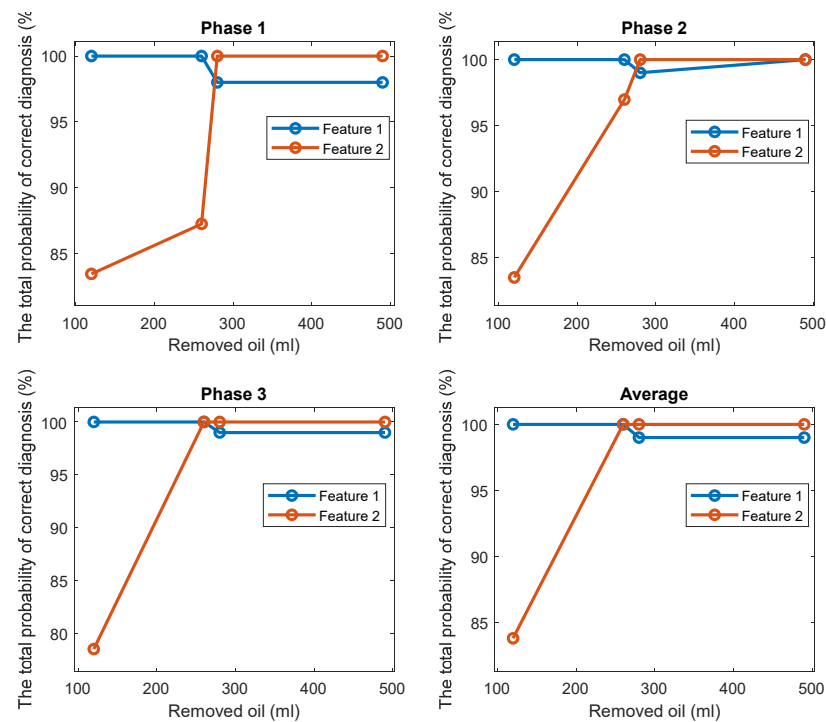 Phase 1
The total probability of correct diagnosis (%
100
95
90
85
100
200
300
400
500
Removed oil (ml)
Feature 1
Feature 2
Phase 2
The total probability of correct diagnosis (%
100
95
90
85
100
200
300
400
500
Removed oil (ml)
Feature 1
Feature 2
Phase 3
The total probability of correct diagnosis (%)
100
95
90
85
80
100
200
300
400
500
Removed oil (ml)
Feature 1
Feature 2
Average
The total probability of correct diagnosis (%)
100
95
90
85
100
200
300
400
500
Removed oil (ml)
Feature 1
Feature 2